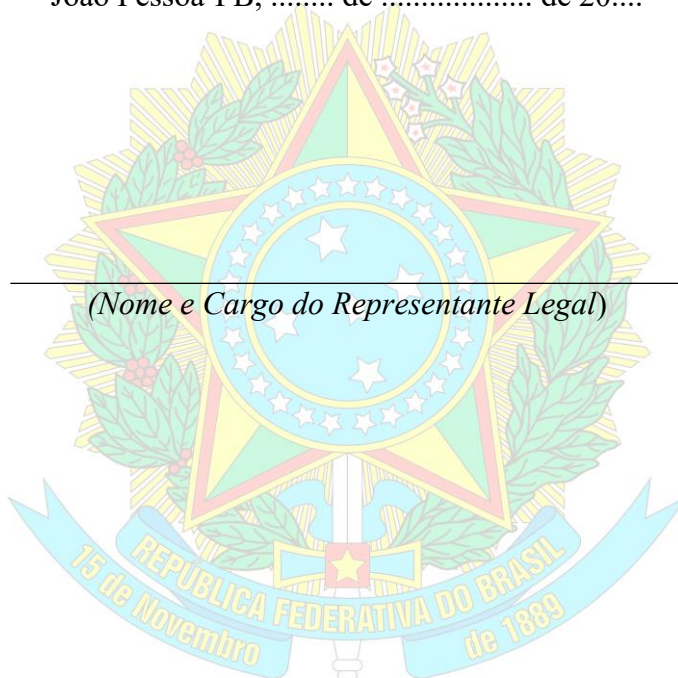 João Pessoa-PB, ........ de ................... de 20....
(Nome e Cargo do Representante Legal)
REPÚBLICA FEDERATIVA DO BRASIL
15 de Novembro
de 1889